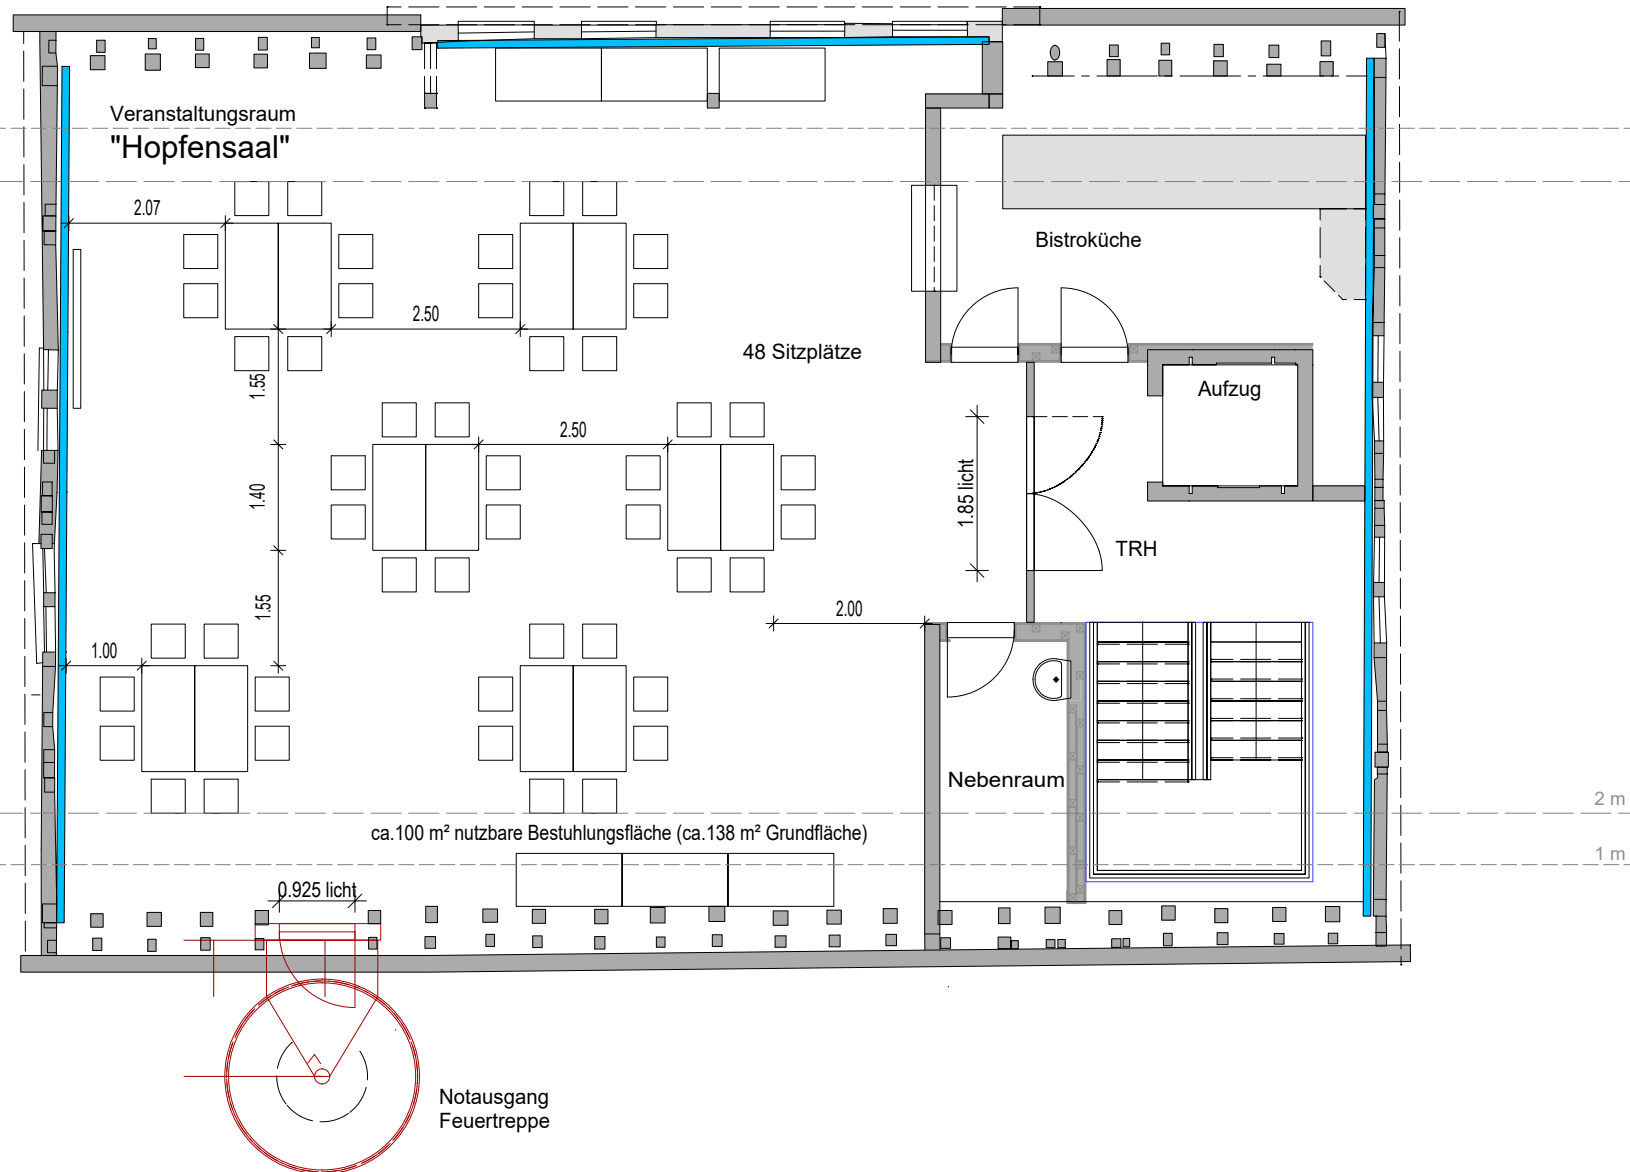 Veranstaltungsraum
"Hopfensaal"
2.07
Bistroküche
2.50
48 Sitzplätze
1.55
Aufzug
2.50
1.85 licht
1.40
TRH
1.55
2.00
1.00
Nebenraum
2 m
ca.100 m² nutzbare Bestuhlungsfläche (ca.138 m² Grundfläche)
1 m
0.925 licht
Notausgang
Feuertreppe